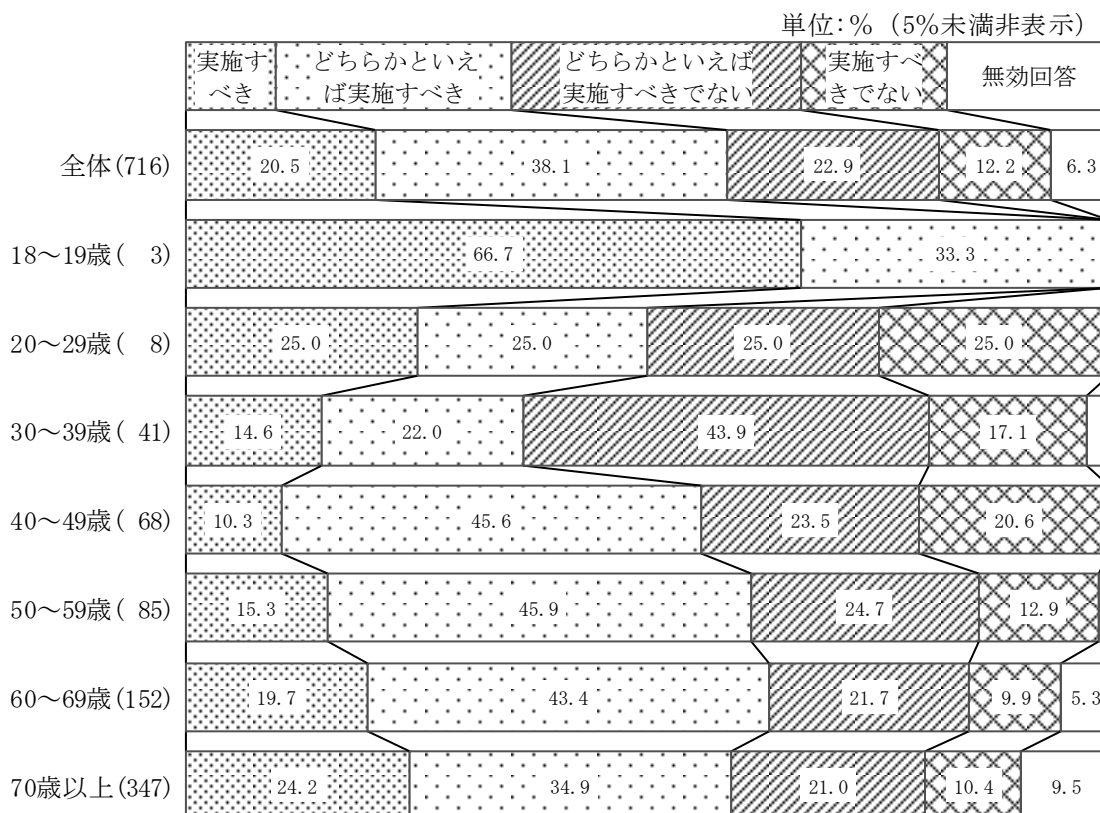 単位:%(5%未満非表示)
実施す
べき
どちらかといえ
ば実施すべき
どちらかといえば
実施すべきでない
実施すべ
きでない
無効回答
全体(716) 20.5 38.1 22.9 12.2 6.3
18〜19歳( 3) 66.7 33.3
20〜29歳( 8) 25.0 25.0 25.0 25.0
30〜39歳( 41) 14.6 22.0 43.9 17.1
40〜49歳( 68) 10.3 45.6 23.5 20.6
50〜59歳( 85) 15.3 45.9 24.7 12.9
60〜69歳(152) 19.7 43.4 21.7 9.9 5.3
70歳以上(347) 24.2 34.9 21.0 10.4 9.5